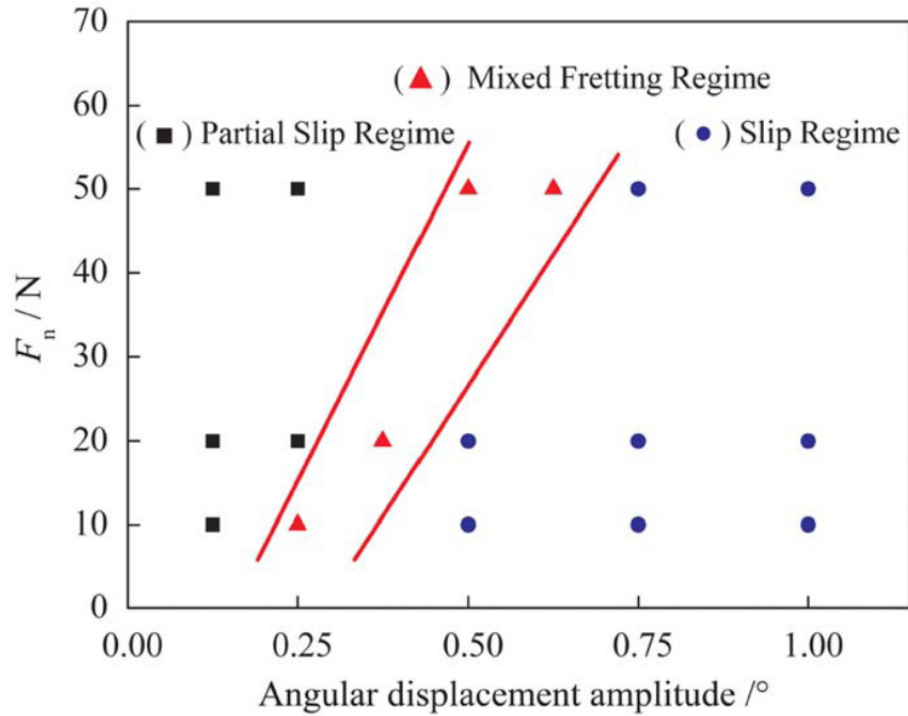 70
(▲) Mixed Fretting Regime
60
(■) Partial Slip Regime
(●) Slip Regime
50
40
30
20
10
0
Fn / N
0.00 0.25 0.50 0.75 1.00
Angular displacement amplitude /°